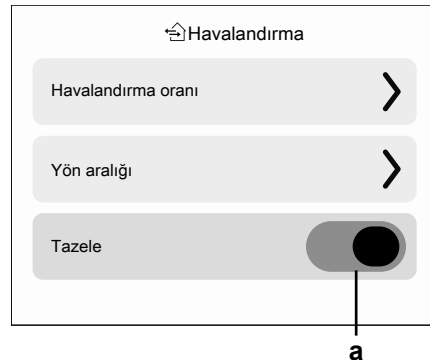 Havalandırma
Havalandırma oranı
Yön aralığı
Tazele
a